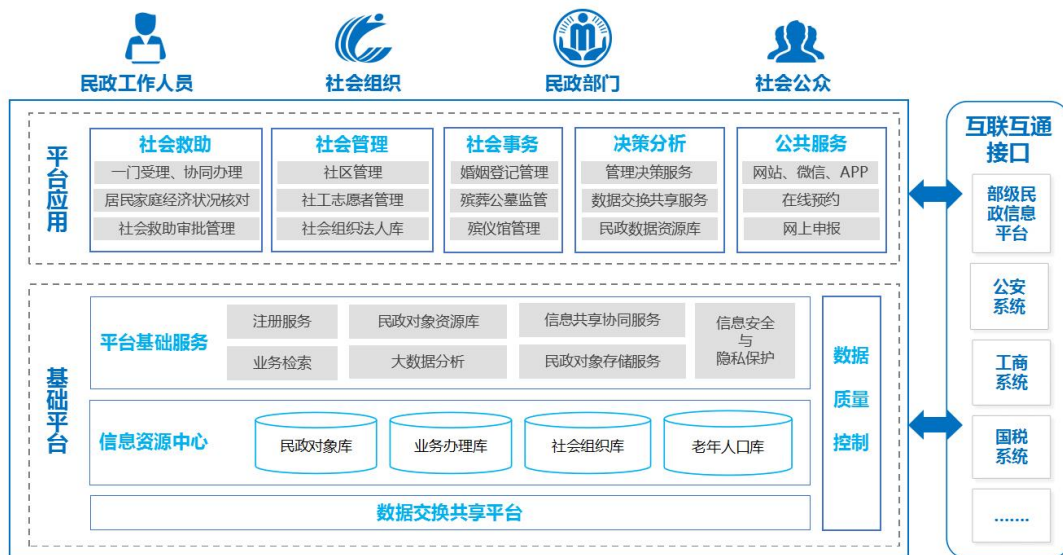 民政工作人员
社会组织
民政部门
社会公众
平台应用
社会救助
一门受理、协同办理
居民家庭经济状况核对
社会救助审批管理
社会管理
社区管理
社工志愿者管理
社会组织法人库
社会事务
婚姻登记管理
殡葬公墓监管
殡仪馆管理
决策分析
管理决策服务
数据交换共享服务
民政数据资源库
公共服务
网站、微信、APP
在线预约
网上申报
基础平台
平台基础服务
注册服务
民政对象资源库
信息共享协同服务
业务检索
大数据分析
民政对象存储服务
信息安全
与
隐私保护
信息资源中心
民政对象库
业务办理库
社会组织库
老年人口库
数据交换共享平台
数据
质量
控制
互联互通
接口
部级民
政信息
平台
公安
系统
工商
系统
国税
系统
.......